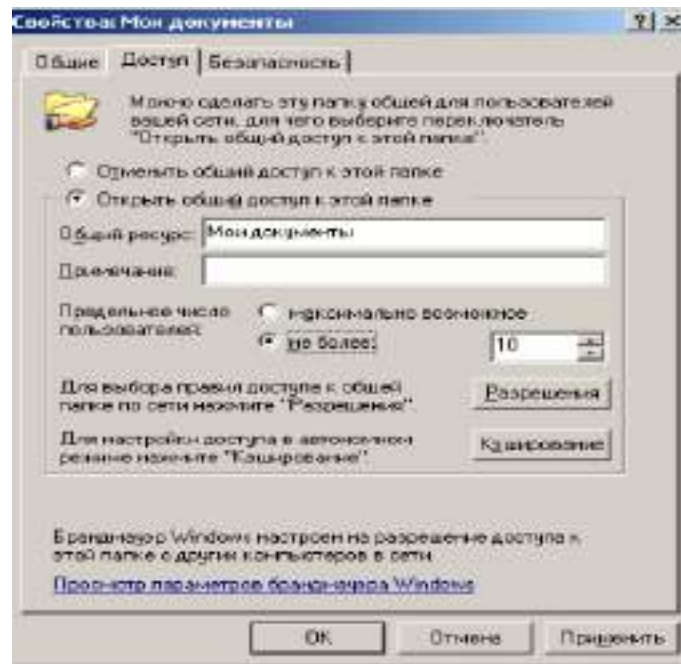 Свойства: Мои документы
Общие Доступ Безопасность
Можно сделать эту папку общей для пользователей
вашей сети, для чего выберите переключатель
"Открыть общий доступ к этой папке".
Отменить общий доступ к этой папке
Открыть общий доступ к этой папке
Общий ресурс: Мои документы
Примечание:
Предельное число пользователей:
максимально возможное
не более: 10
Для выбора правил доступа к общей
папке по сети нажмите "Разрешения".
Разрешения
Для настройки доступа в автономном
режиме нажмите "Кэширование".
Кэширование
Брандмауэр Windows настроен на разрешение доступа к
этой папке с других компьютеров в сети.
Просмотр параметров брандмауэра Windows
ОК Отмена Применить